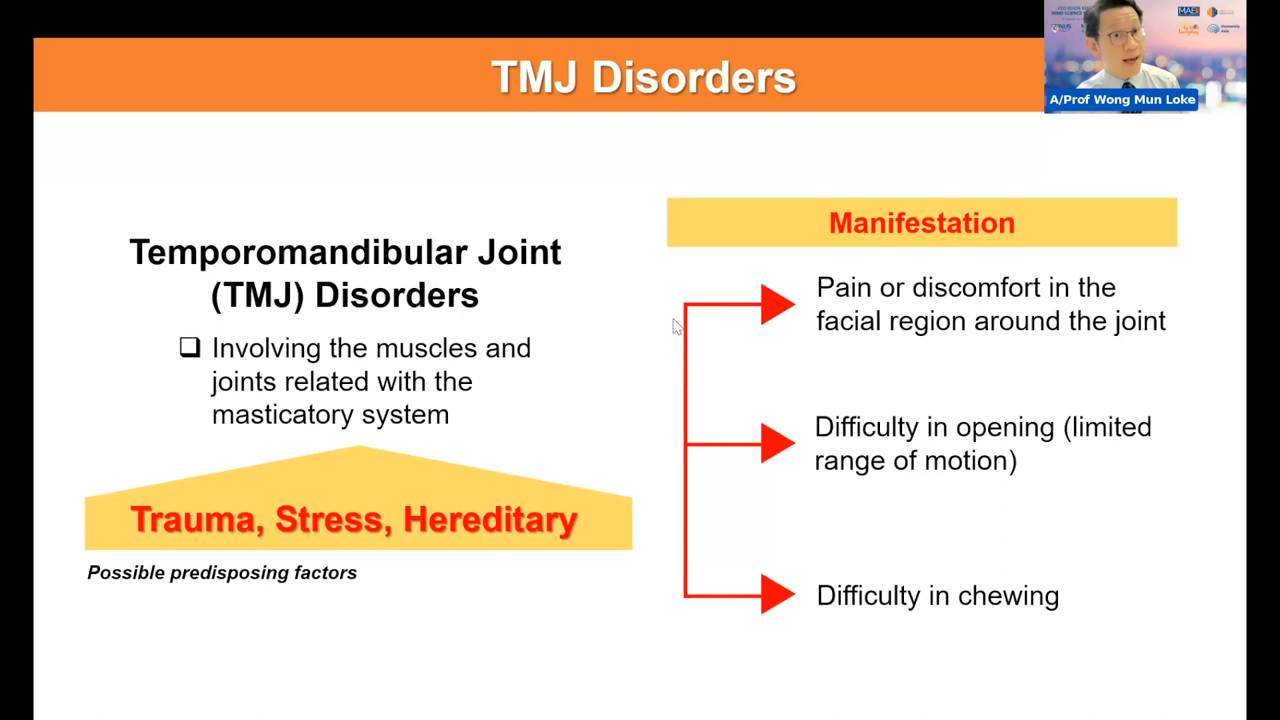 TMJ Disorders
A/Prof Wong Mun Loke
Temporomandibular Joint
(TMJ) Disorders
❑ Involving the muscles and
joints related with the
masticatory system
Trauma, Stress, Hereditary
Possible predisposing factors
Manifestation
Pain or discomfort in the
facial region around the joint
Difficulty in opening (limited
range of motion)
Difficulty in chewing